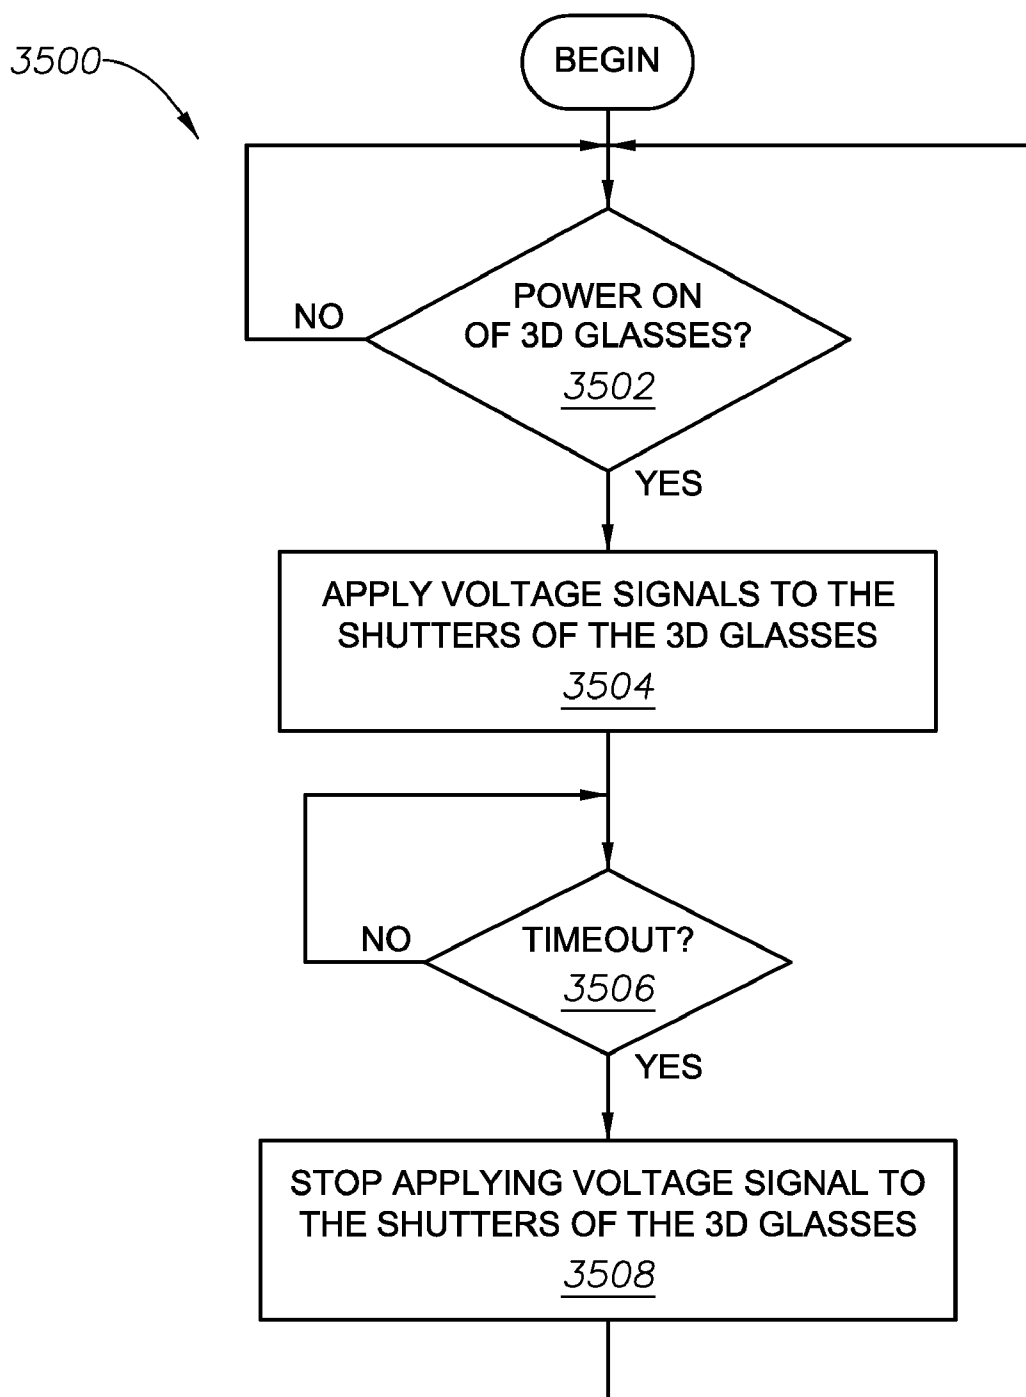 3500
BEGIN
POWER ON
OF 3D GLASSES?
3502
NO
YES
APPLY VOLTAGE SIGNALS TO THE
SHUTTERS OF THE 3D GLASSES
3504
TIMEOUT?
3506
NO
YES
STOP APPLYING VOLTAGE SIGNAL TO
THE SHUTTERS OF THE 3D GLASSES
3508